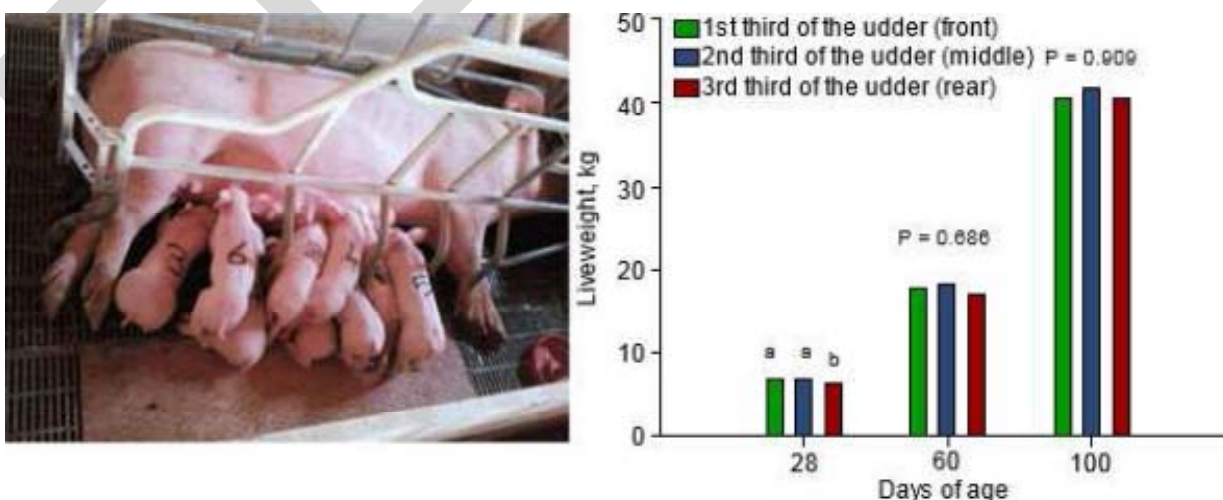 50
1st third of the udder (front)
2nd third of the udder (middle) P = 0.909
3rd third of the udder (rear)
40
Liveweight, kg
30
P = 0.686
20
10
a a b
0
28 60 100
Days of age
6